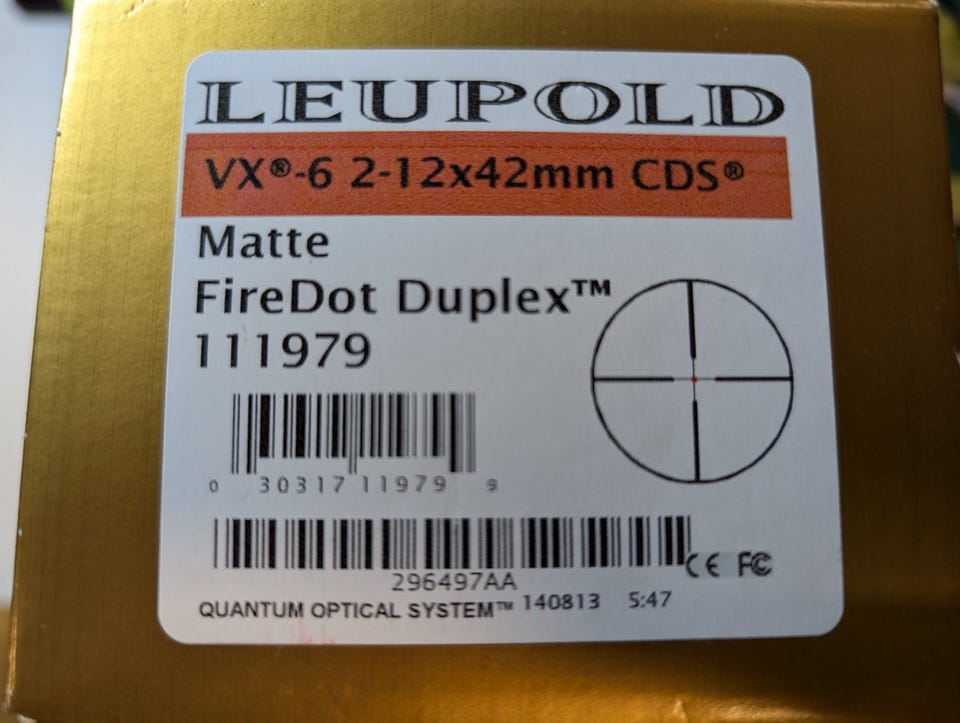 LEUPOLD
VX®-6 2-12x42mm CDS®
Matte
FireDot Duplex™
111979
0 30317 11979 9
296497AA
CE FC
QUANTUM OPTICAL SYSTEM™ 140813 5:47